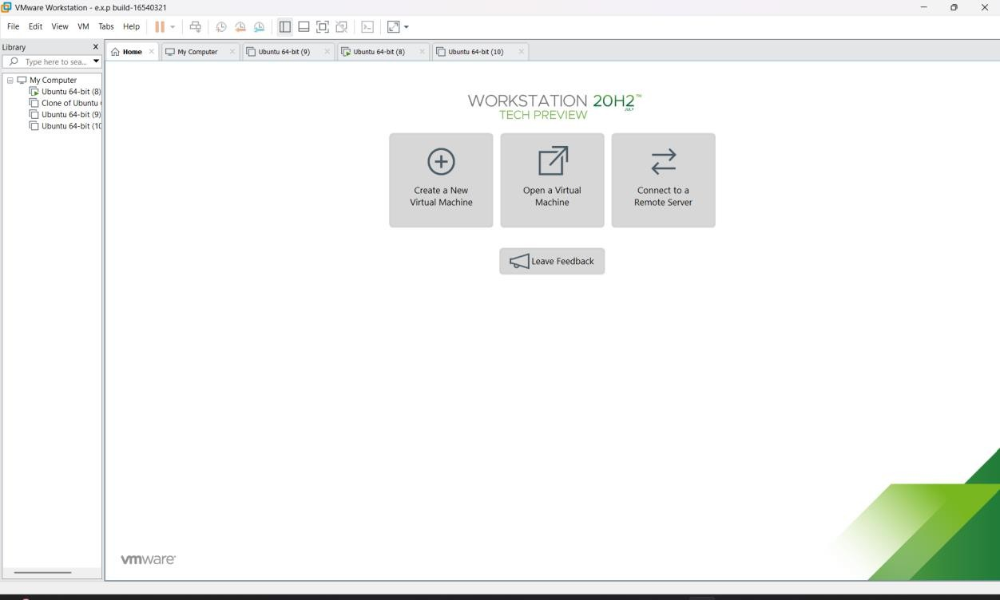 VMware Workstation - e.x.p build-16540321
File Edit View VM Tabs Help
Library
Type here to sea...
My Computer
Ubuntu 64-bit (8)
Clone of Ubuntu
Ubuntu 64-bit (9)
Ubuntu 64-bit (10
Home
My Computer
Ubuntu 64-bit (9)
Ubuntu 64-bit (8)
Ubuntu 64-bit (10)
WORKSTATION 20H2™
JULY
TECH PREVIEW
Create a New
Virtual Machine
Open a Virtual
Machine
Connect to a
Remote Server
Leave Feedback
vmware®